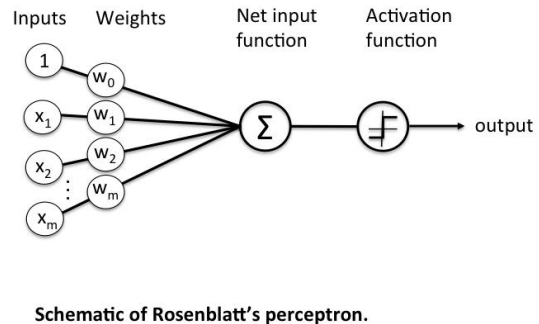 Inputs Weights Net input function Activation function
1
w0
x1 w1
x2 w2
⋮
xm wm
Σ
output
Schematic of Rosenblatt's perceptron.